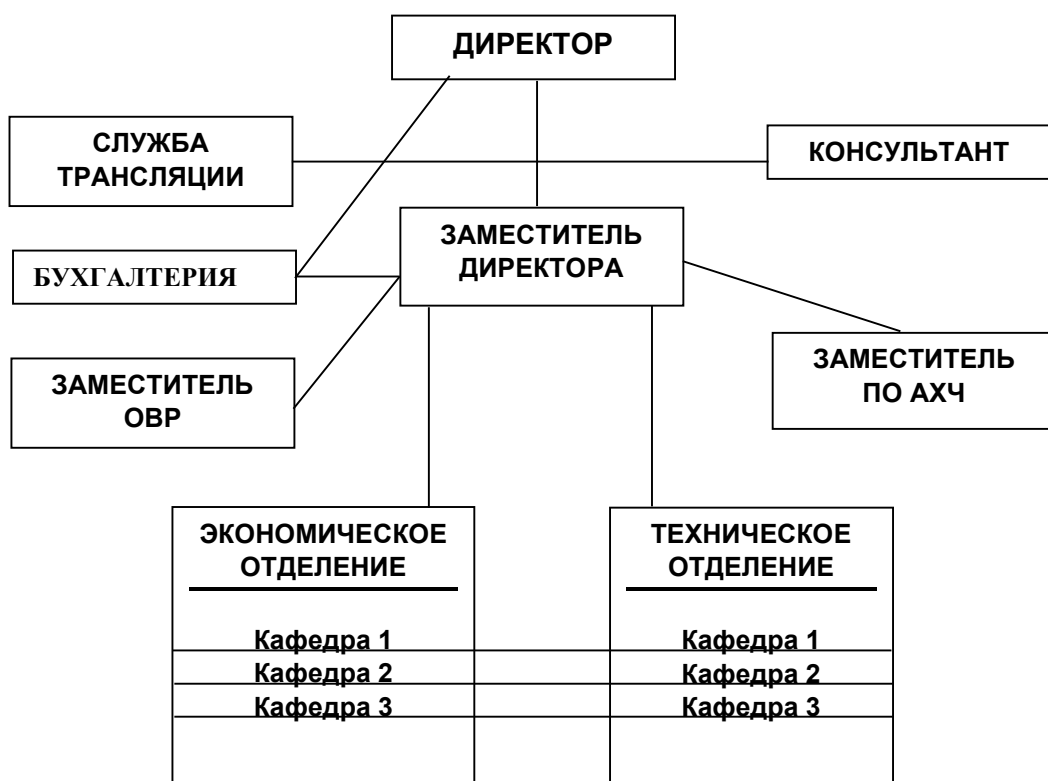 ДИРЕКТОР
СЛУЖБА
ТРАНСЛЯЦИИ
КОНСУЛЬТАНТ
ЗАМЕСТИТЕЛЬ
ДИРЕКТОРА
БУХГАЛТЕРИЯ
ЗАМЕСТИТЕЛЬ
ОВР
ЗАМЕСТИТЕЛЬ
ПО АХЧ
ЭКОНОМИЧЕСКОЕ
ОТДЕЛЕНИЕ
Кафедра 1
Кафедра 2
Кафедра 3
ТЕХНИЧЕСКОЕ
ОТДЕЛЕНИЕ
Кафедра 1
Кафедра 2
Кафедра 3